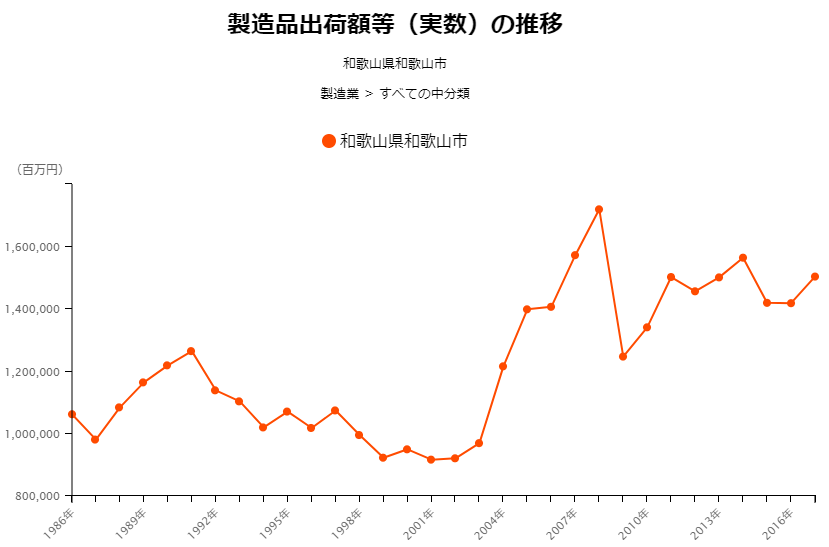 製造品出荷額等（実数）の推移
和歌山県和歌山市
製造業 ＞ すべての中分類
和歌山県和歌山市
（百万円）
1,600,000
1,400,000
1,200,000
1,000,000
800,000
1986年
1989年
1992年
1995年
1998年
2001年
2004年
2007年
2010年
2013年
2016年